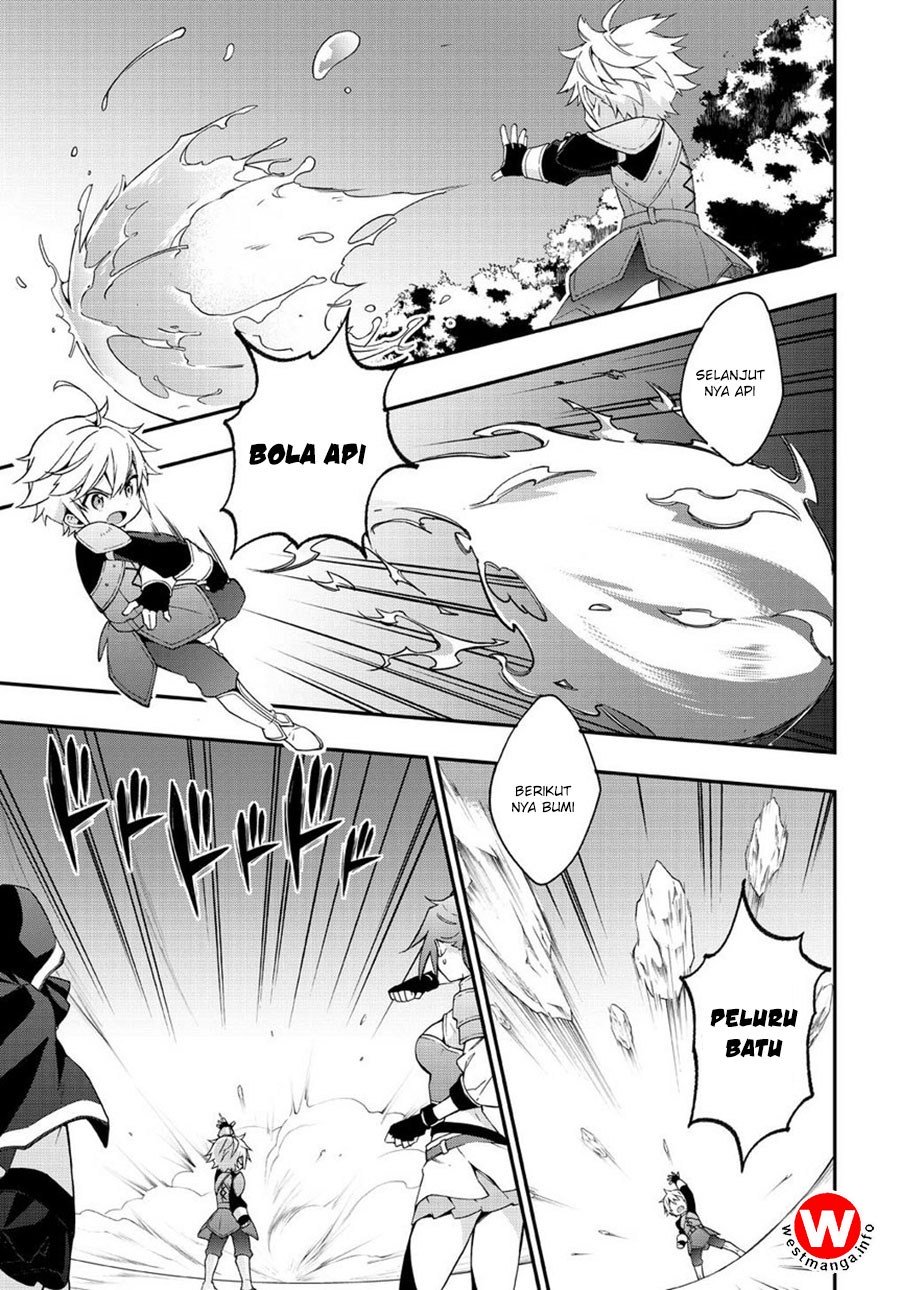 SELANJUT
NYA API
BOLA API
BERIKUT
NYA BUMI
PELURU
BATU
ドドドドド
W
westmanga.info